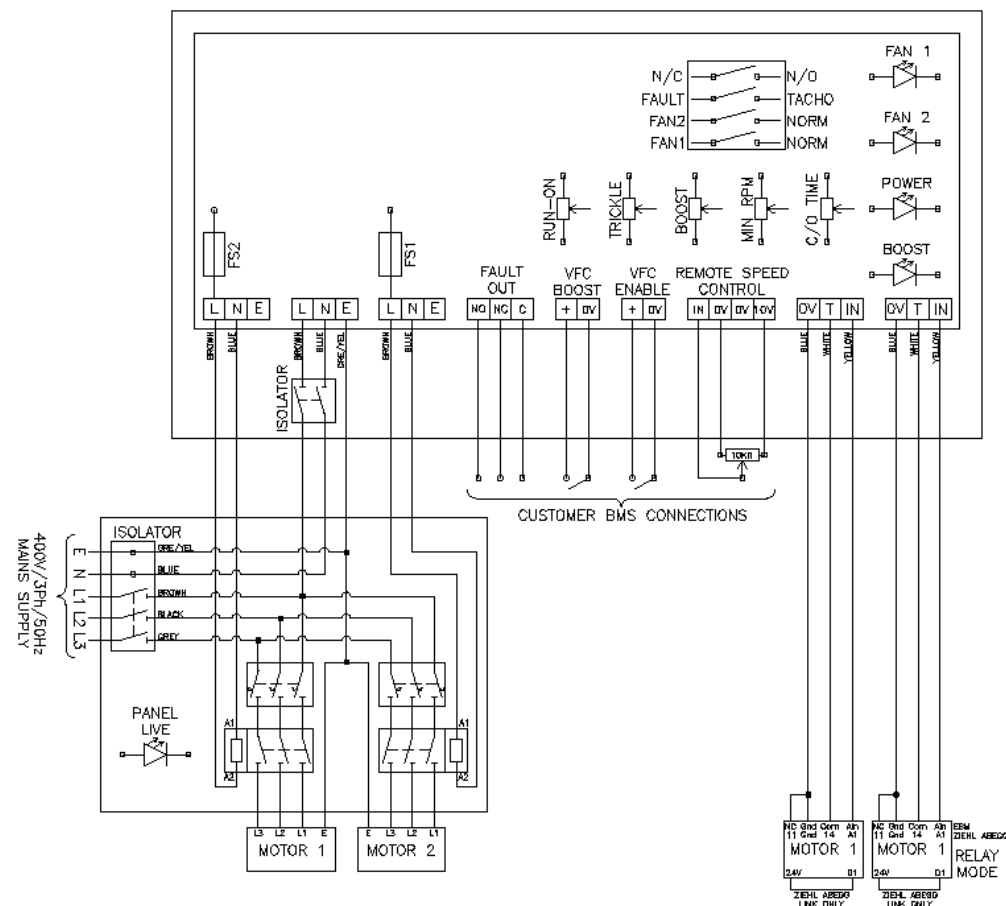 FAN 1
N/C N/O
FAULT TACHO
FAN2 NORM
FAN1 NORM
FAN 2
POWER
BOOST
RUN-ON TRICKLE BOOST MIN RPM C/O TIME
FS2
FS1
FAULT OUT
VFC BOOST
VFC ENABLE
REMOTE SPEED CONTROL
L N E
L N E
L N E
NO NC C
+ 0V
+ 0V
IN 0V 0V 10V
0V T IN
0V T IN
BROWN BLUE
BROWN BLUE GRE/YEL
BROWN BLUE
BLUE WHITE YELLOW
BLUE WHITE YELLOW
ISOLATOR
10KΩ
CUSTOMER BMS CONNECTIONS
400V/3Ph/50Hz
MAINS SUPPLY
ISOLATOR
E GRE/YEL
N BLUE
L1 BROWN
L2 BLACK
L3 GREY
PANEL
LIVE
A1
A2
A1
A2
L3 L2 L1 E
MOTOR 1
E L3 L2 L1
MOTOR 2
NC Gnd Com Ain
11 Gnd 14 A1
MOTOR 1
24V D1
ZIEHL ABEGG
LINK ONLY
NC Gnd Com Ain EBM
11 Gnd 14 A1 ZIEHL ABEGG
MOTOR 1
24V D1
ZIEHL ABEGG
LINK ONLY
RELAY
MODE